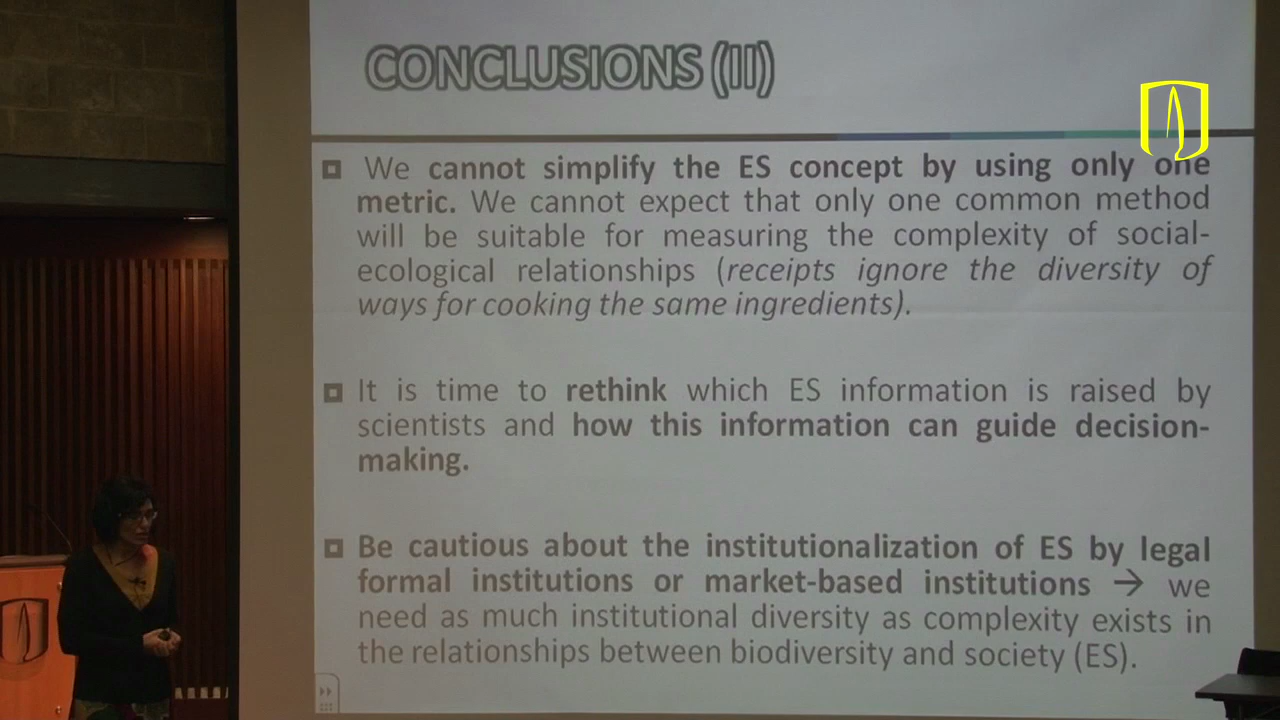 CONCLUSIONS (II)
We cannot simplify the ES concept by using only one
metric. We cannot expect that only one common method
will be suitable for measuring the complexity of social-
ecological relationships (receipts ignore the diversity of
ways for cooking the same ingredients).
It is time to rethink which ES information is raised by
scientists and how this information can guide decision-
making.
Be cautious about the institutionalization of ES by legal
formal institutions or market-based institutions → we
need as much institutional diversity as complexity exists in
the relationships between biodiversity and society (ES).